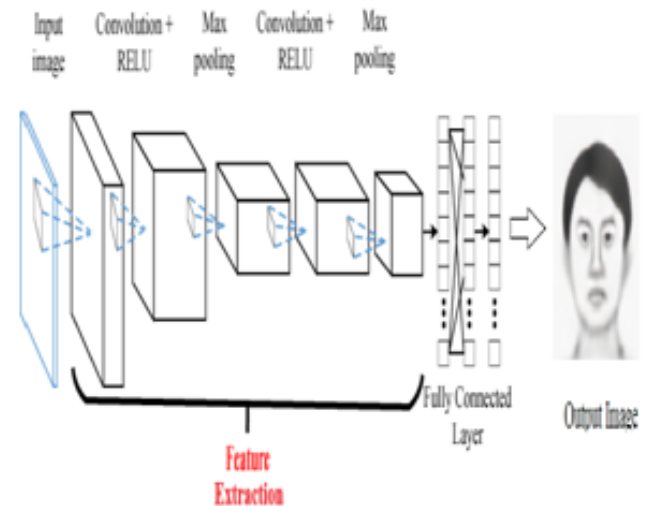 Input
image
Convolution +
RELU
Max
pooling
Convolution +
RELU
Max
pooling
Fully Connected
Layer
Output Image
Feature
Extraction